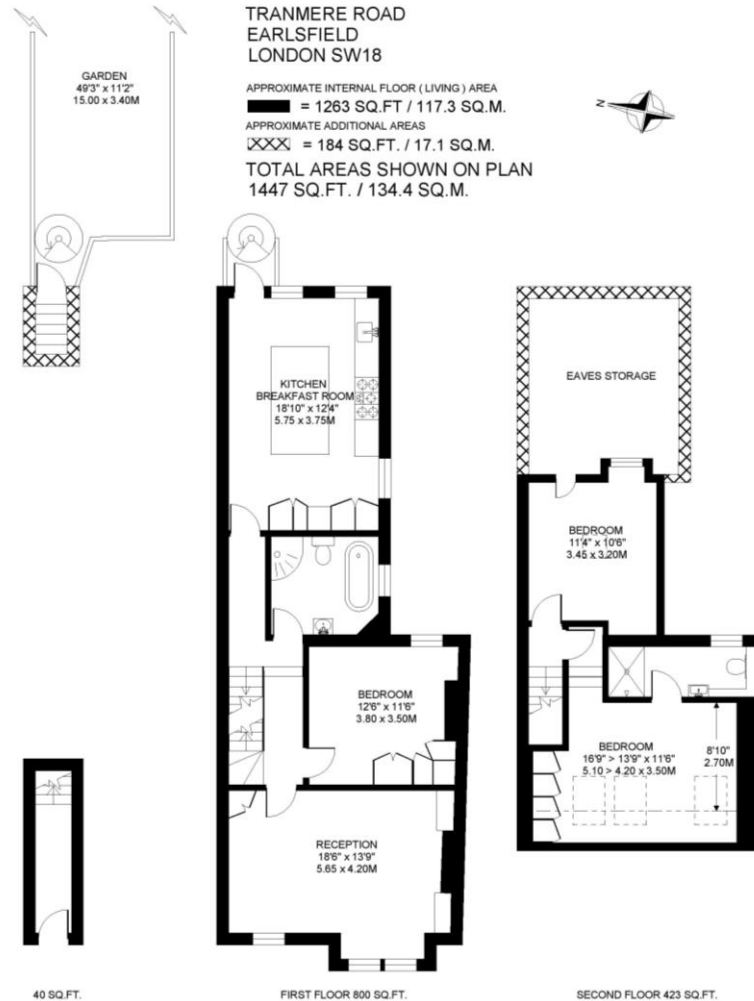 TRANMERE ROAD
EARLSFIELD
LONDON SW18
APPROXIMATE INTERNAL FLOOR ( LIVING ) AREA
= 1263 SQ.FT / 117.3 SQ.M.
APPROXIMATE ADDITIONAL AREAS
= 184 SQ.FT. / 17.1 SQ.M.
TOTAL AREAS SHOWN ON PLAN
1447 SQ.FT. / 134.4 SQ.M.
N
GARDEN
49'3" x 11'2"
15.00 x 3.40M
KITCHEN
BREAKFAST ROOM
18'10" x 12'4"
5.75 x 3.75M
EAVES STORAGE
BEDROOM
11'4" x 10'6"
3.45 x 3.20M
BEDROOM
12'6" x 11'6"
3.80 x 3.50M
BEDROOM
16'9" > 13'9" x 11'6"
5.10 > 4.20 x 3.50M
8'10"
2.70M
RECEPTION
18'6" x 13'9"
5.65 x 4.20M
40 SQ.FT.
FIRST FLOOR 800 SQ.FT.
SECOND FLOOR 423 SQ.FT.